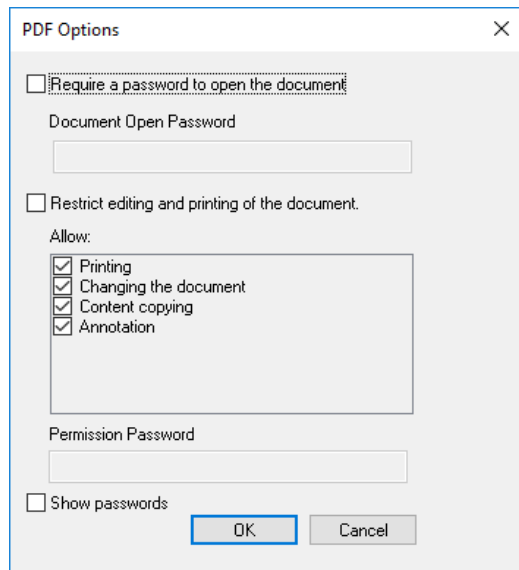 PDF Options
Require a password to open the document
Document Open Password
Restrict editing and printing of the document.
Allow:
Printing
Changing the document
Content copying
Annotation
Permission Password
Show passwords
OK
Cancel